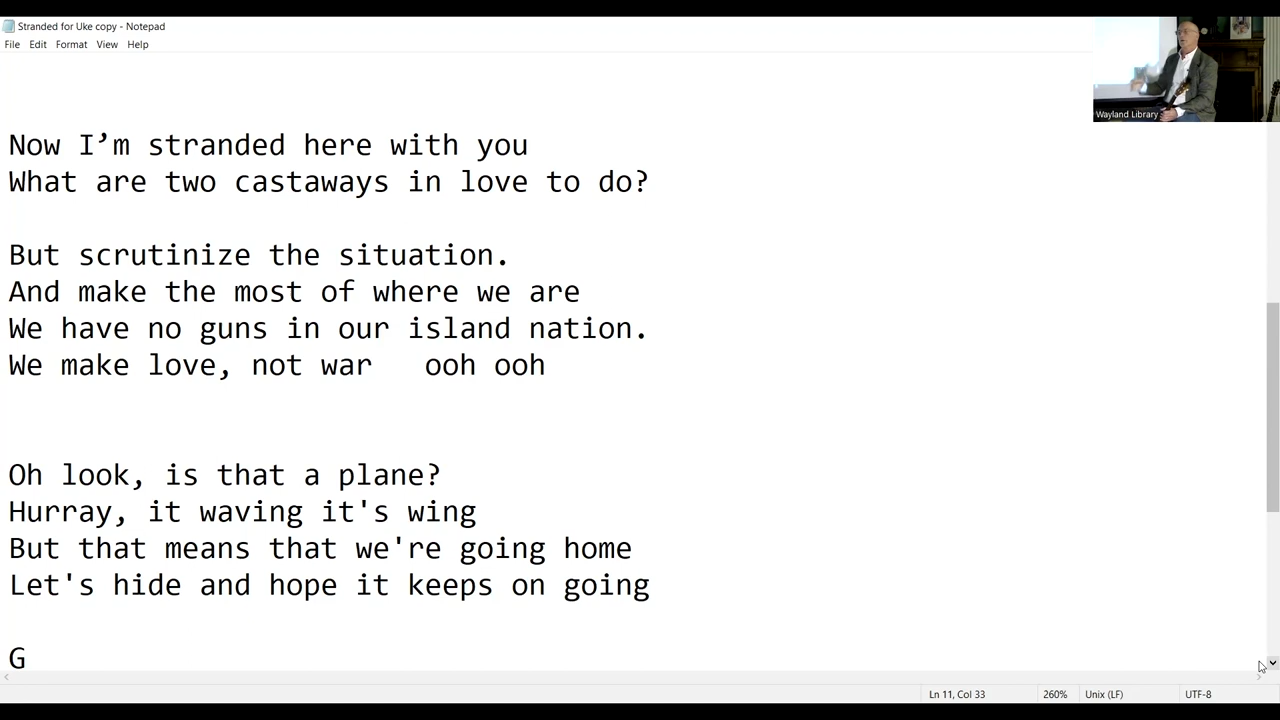 Stranded for Uke copy - Notepad
File Edit Format View Help
Wayland Library
Now I’m stranded here with you
What are two castaways in love to do?
But scrutinize the situation.
And make the most of where we are
We have no guns in our island nation.
We make love, not war   ooh ooh
Oh look, is that a plane?
Hurray, it waving it's wing
But that means that we're going home
Let's hide and hope it keeps on going
G
Ln 11, Col 33 260% Unix (LF) UTF-8